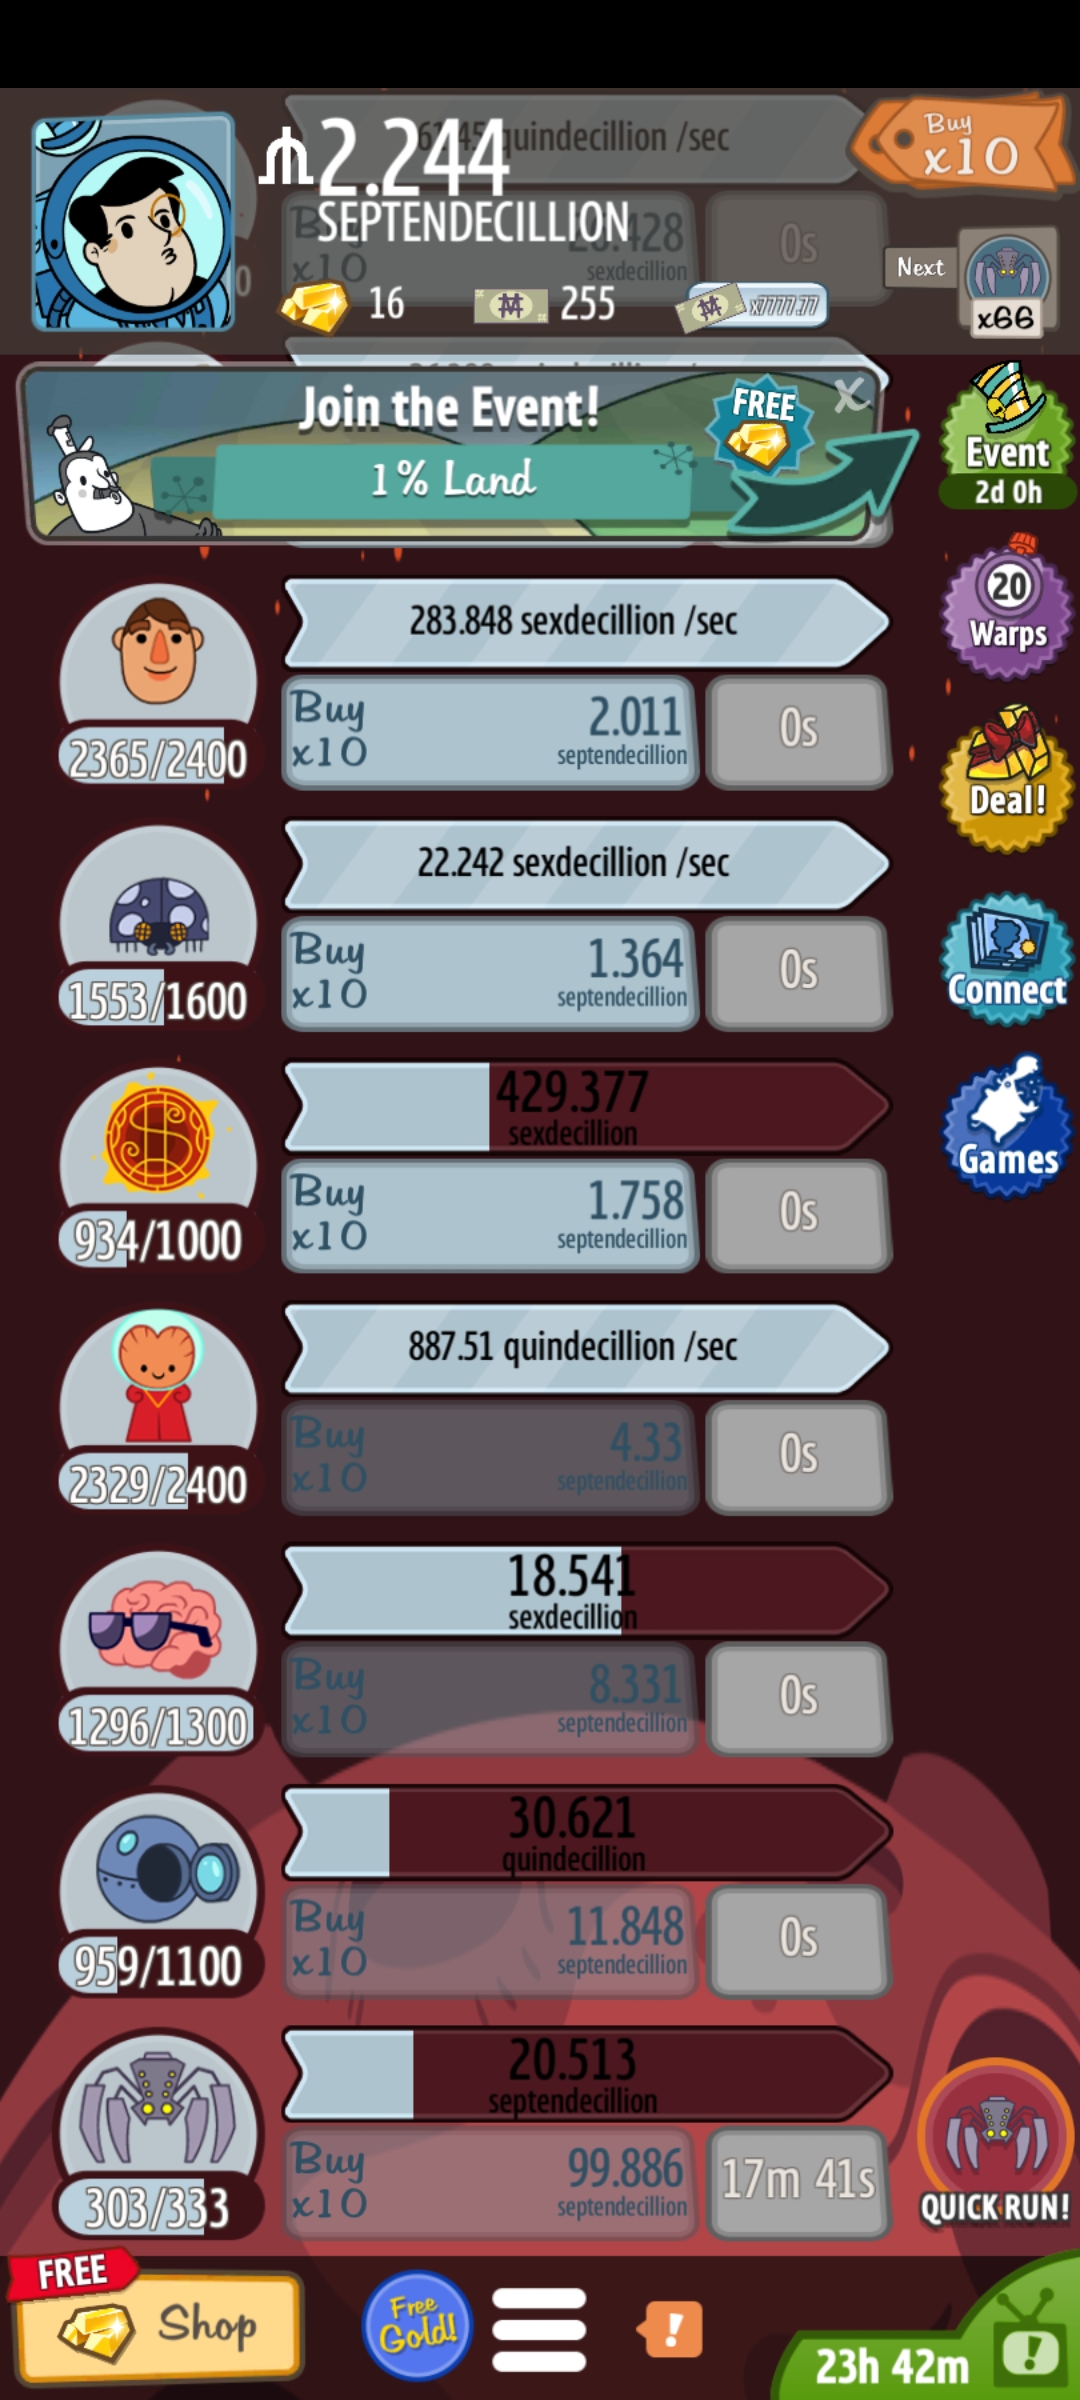 61.45 quindecillion /sec
2.244
SEPTENDECILLION
Buy
x10
Buy
x10
428
sexdecillion
0s
Next
x66
16
255
x7777.77
Join the Event!
FREE
X
1% Land
Event
2d 0h
283.848 sexdecillion /sec
20
Warps
Buy
x10
2.011
septendecillion
0s
2365/2400
Deal!
22.242 sexdecillion /sec
Buy
x10
1.364
septendecillion
0s
1553/1600
Connect
429.377
sexdecillion
Buy
x10
1.758
septendecillion
0s
934/1000
Games
887.51 quindecillion /sec
Buy
x10
4.33
septendecillion
0s
2329/2400
18.541
sexdecillion
Buy
x10
8.331
septendecillion
0s
1296/1300
30.621
quindecillion
Buy
x10
11.848
septendecillion
0s
959/1100
20.513
septendecillion
Buy
x10
99.886
septendecillion
17m 41s
303/333
QUICK RUN!
FREE
Shop
Free
Gold!
!
23h 42m
!